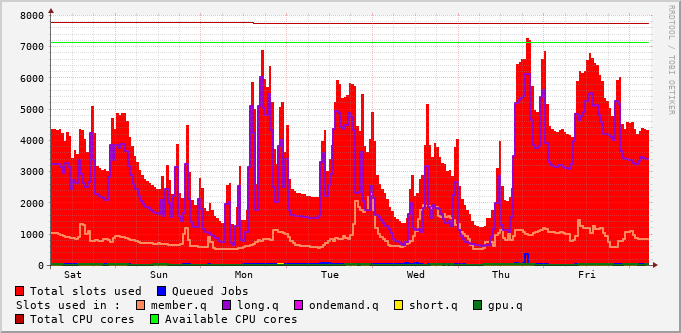 8000
7000
6000
5000
4000
3000
2000
1000
0
Sat Sun Mon Tue Wed Thu Fri
RRDTOOL / TOBI OETIKER
Total slots used Queued Jobs
Slots used in : member.q long.q ondemand.q short.q gpu.q
Total CPU cores Available CPU cores